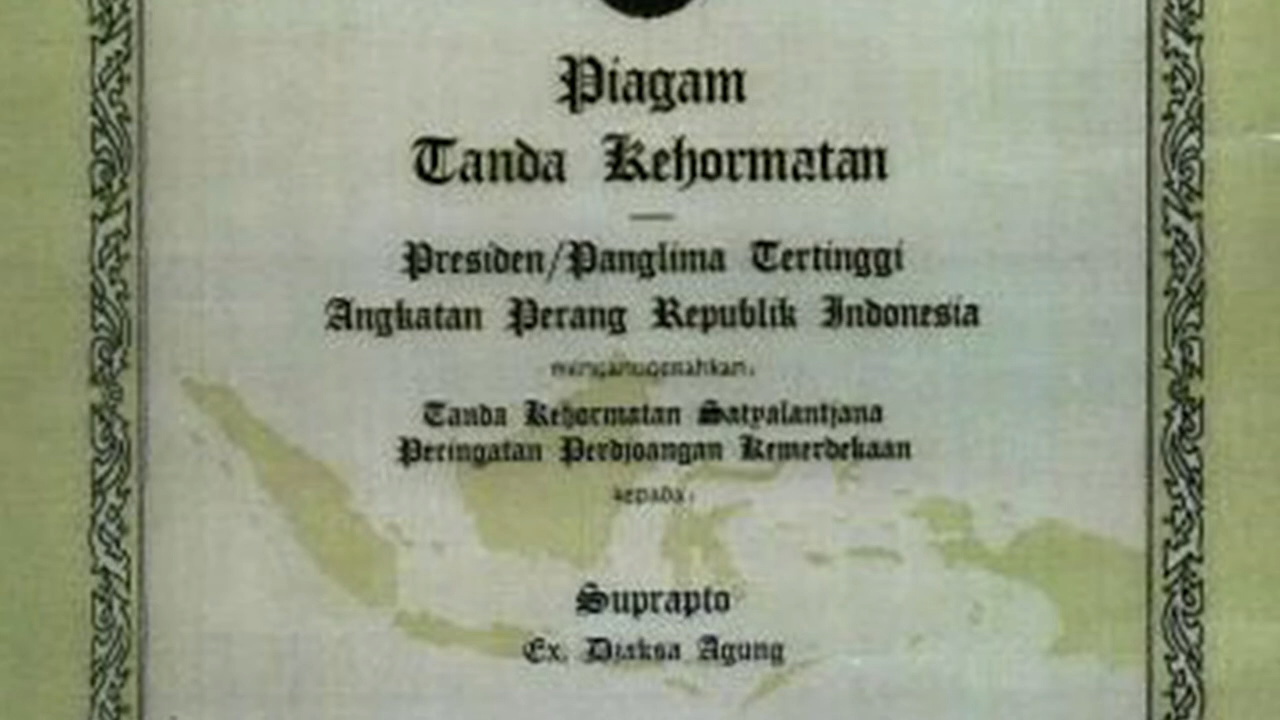 Piagam
Tanda Kehormatan
Presiden/Panglima Tertinggi
Angkatan Perang Republik Indonesia
menganugerahkan:
Tanda Kehormatan Satyalantjana
Peringatan Perdjoangan Kemerdekaan
kepada:
Suprapto
Ex. Djaksa Agung